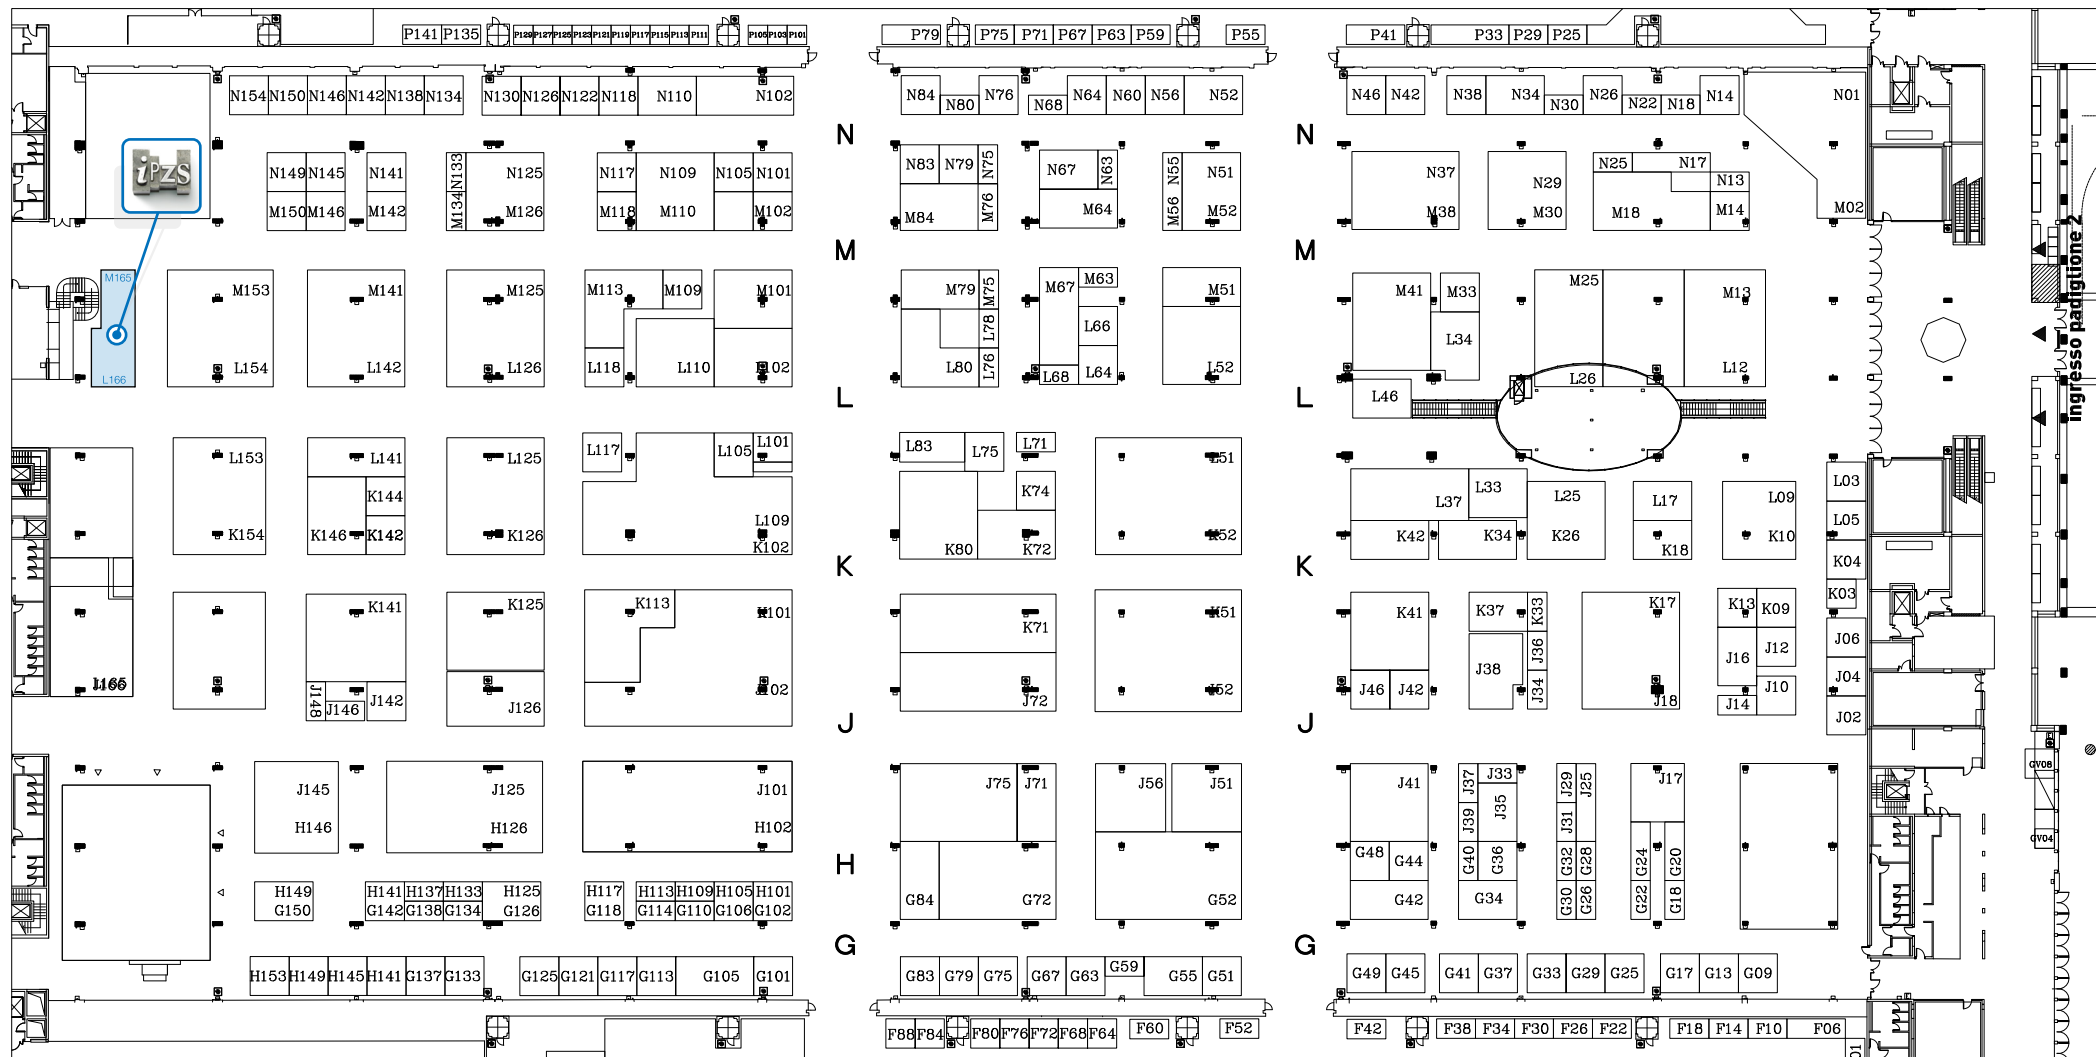 P141 P135 P129 P127 P125 P123 P121 P119 P117 P115 P113 P111 P105 P103 P101 P79 P75 P71 P67 P63 P59 P55 P41 P33 P29 P25
N154 N150 N146 N142 N138 N134 N130 N126 N122 N118 N110 N102 N84 N80 N76 N68 N64 N60 N56 N52 N46 N42 N38 N34 N30 N26 N22 N18 N14 N01
N N
iPZS
N149 N145 N141 N133 N125 N117 N109 N105 N101 N83 N79 N75 N67 N63 N55 N51 N37 N29 N25 N17 N13
M150 M146 M142 M134 M126 M118 M110 M102 M84 M76 M64 M56 M52 M38 M30 M18 M14 M02
ingresso padiglione 2
M M
M165 M153 M141 M125 M113 M109 M101 M79 M75 M67 M63 M51 M41 M33 M25 M13
L78 L66 L34
L166 L154 L142 L126 L118 L110 L102 L80 L76 L68 L64 L52 L26 L12
L L
L46
L153 L141 L125 L117 L105 L101 L83 L75 L71 L51 L37 L33 L25 L17 L09 L03
K144 K74 L05
L109
K154 K146 K142 K126 K102 K80 K72 K52 K42 K34 K26 K18 K10 K04
K K
K03
K141 K125 K113 K101 K71 K51 K41 K37 K33 K17 K13 K09
J36 J38 J16 J12 J06
J166 J148 J146 J142 J126 J102 J72 J52 J46 J42 J34 J18 J14 J10 J04 J02
J J
J145 J125 J101 J75 J71 J56 J51 J41 J37 J33 J29 J25 J17 GV08
J39 J35 J31
H146 H126 H102 GV04
H
G48 G44 G40 G36 G32 G28 G24 G20
H149 H141 H137 H133 H125 H117 H113 H109 H105 H101
G150 G142 G138 G134 G126 G118 G114 G110 G106 G102 G84 G72 G52 G42 G34 G30 G26 G22 G18
G G
H153 H149 H145 H141 G137 G133 G125 G121 G117 G113 G105 G101 G83 G79 G75 G67 G63 G59 G55 G51 G49 G45 G41 G37 G33 G29 G25 G17 G13 G09
F88 F84 F80 F76 F72 F68 F64 F60 F52 F42 F38 F34 F30 F26 F22 F18 F14 F10 F06